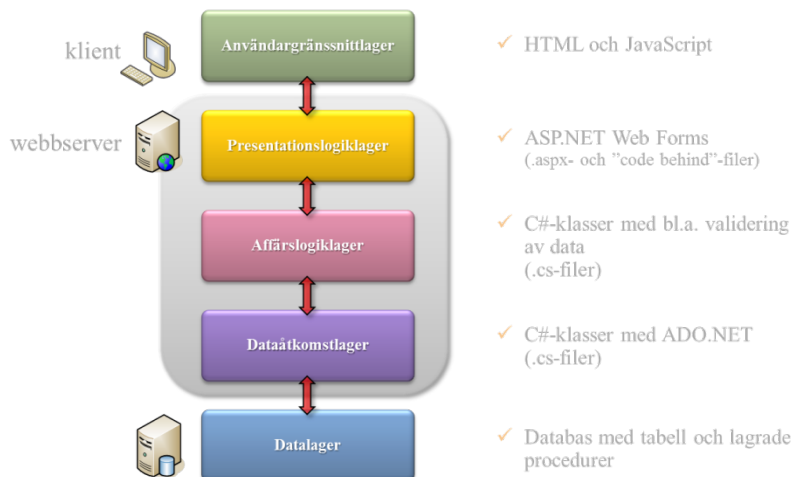 klient
Användargränssnittlager
HTML och JavaScript
webbserver
Presentationslogiklager
ASP.NET Web Forms
(.aspx- och ”code behind”-filer)
Affärslogiklager
C#-klasser med bl.a. validering
av data
(.cs-filer)
Dataåtkomstlager
C#-klasser med ADO.NET
(.cs-filer)
Datalager
Databas med tabell och lagrade
procedurer